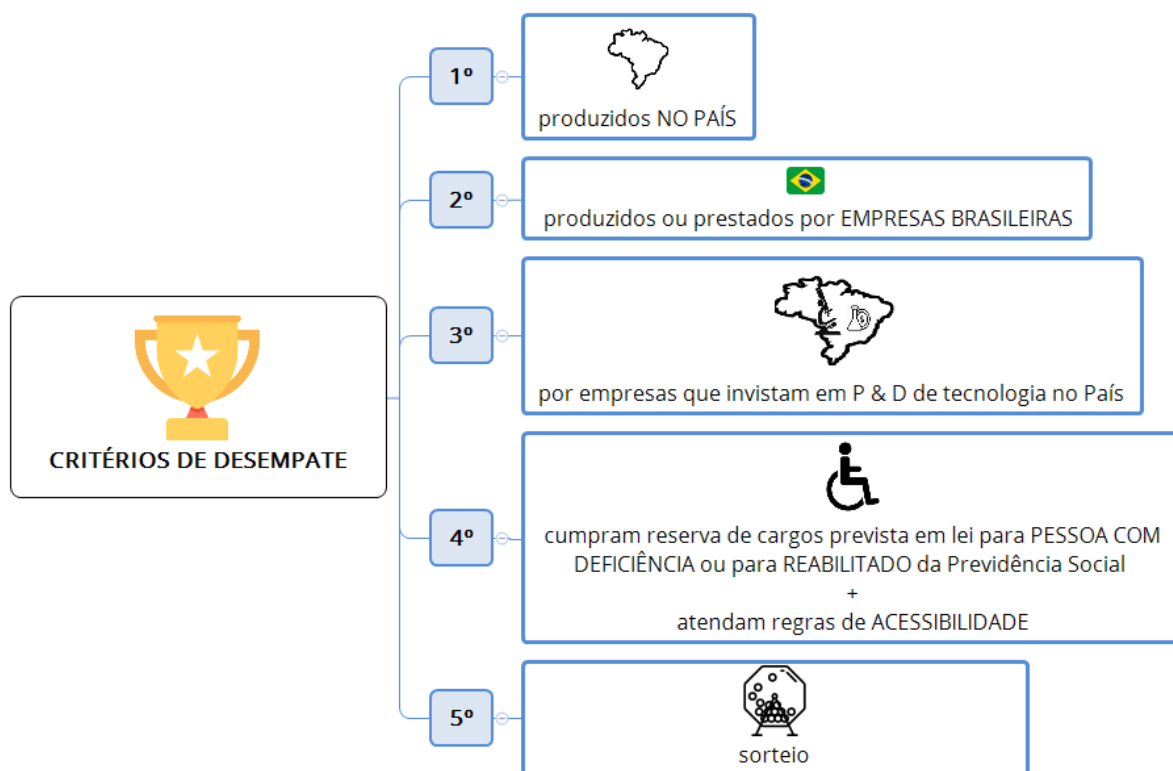 1º
produzidos NO PAÍS
2º
produzidos ou prestados por EMPRESAS BRASILEIRAS
3º
por empresas que invistam em P & D de tecnologia no País
CRITÉRIOS DE DESEMPATE
4º
cumpram reserva de cargos prevista em lei para PESSOA COM
DEFICIÊNCIA ou para REABILITADO da Previdência Social
+
atendam regras de ACESSIBILIDADE
5º
sorteio